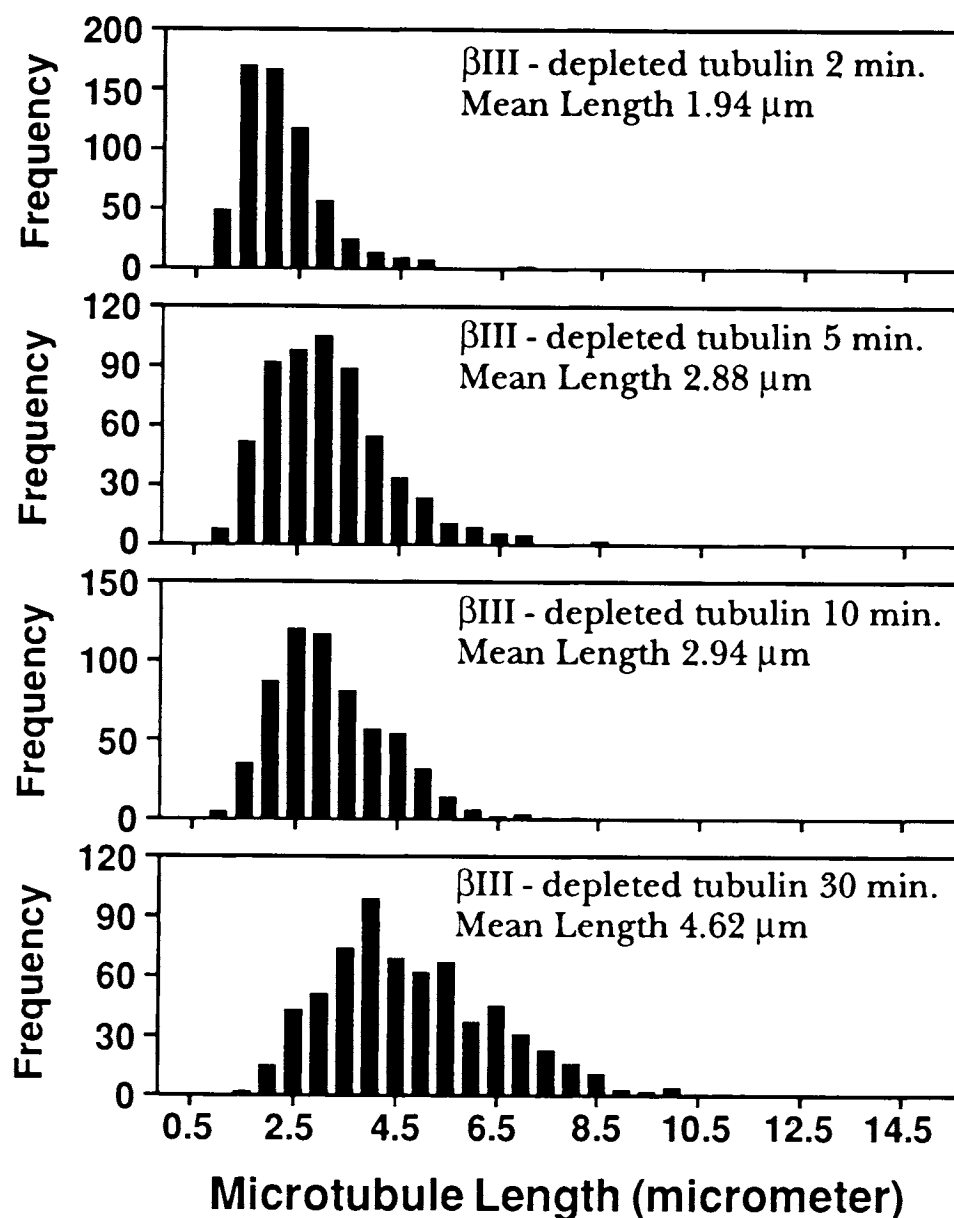 200
150
100
50
0
Frequency
βIII - depleted tubulin 2 min.
Mean Length 1.94 μm
120
90
60
30
0
Frequency
βIII - depleted tubulin 5 min.
Mean Length 2.88 μm
150
100
50
0
Frequency
βIII - depleted tubulin 10 min.
Mean Length 2.94 μm
120
90
60
30
0
Frequency
βIII - depleted tubulin 30 min.
Mean Length 4.62 μm
0.5 2.5 4.5 6.5 8.5 10.5 12.5 14.5
Microtubule Length (micrometer)